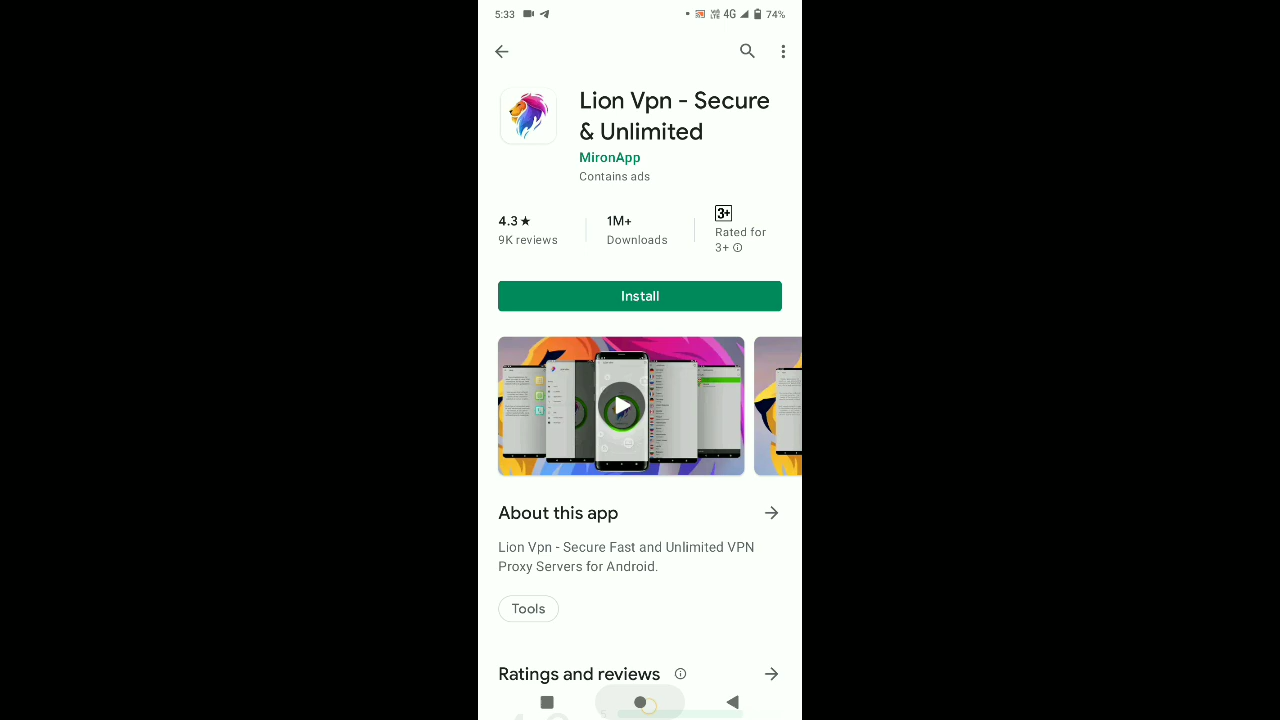 5:33 4G 74%
Lion Vpn - Secure
& Unlimited
MironApp
Contains ads
4.3★ 1M+ 3+
9K reviews Downloads Rated for
3+
Install
About this app
Lion Vpn - Secure Fast and Unlimited VPN
Proxy Servers for Android.
Tools
Ratings and reviews